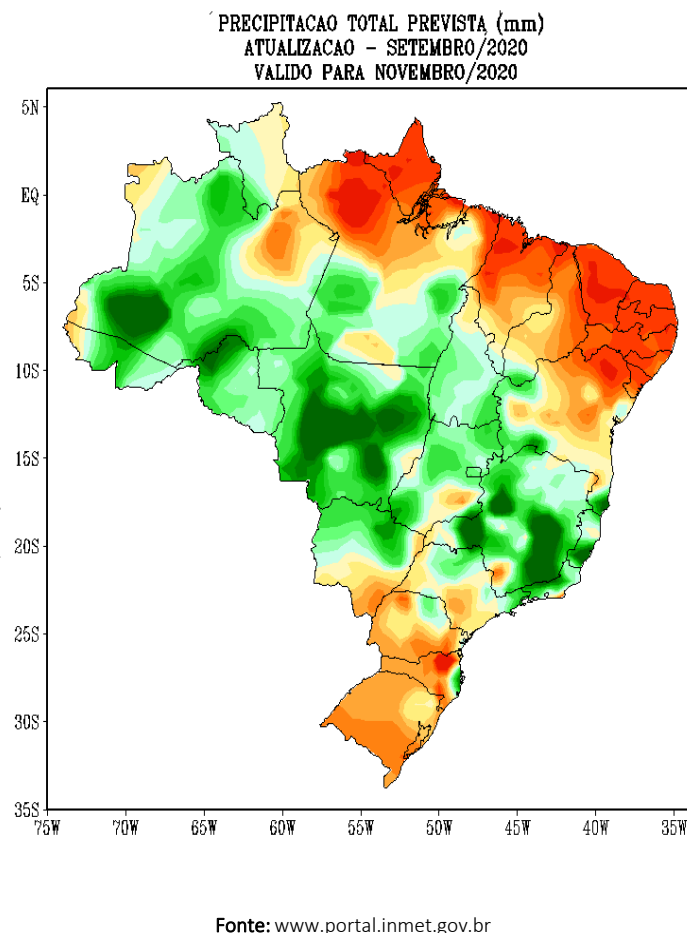 PRECIPITACAO TOTAL PREVISTA (mm)
ATUALIZACAO - SETEMBRO/2020
VALIDO PARA NOVEMBRO/2020
5N
EQ
5S
10S
15S
20S
25S
30S
35S
75W 70W 65W 60W 55W 50W 45W 40W 35W
Fonte: www.portal.inmet.gov.br